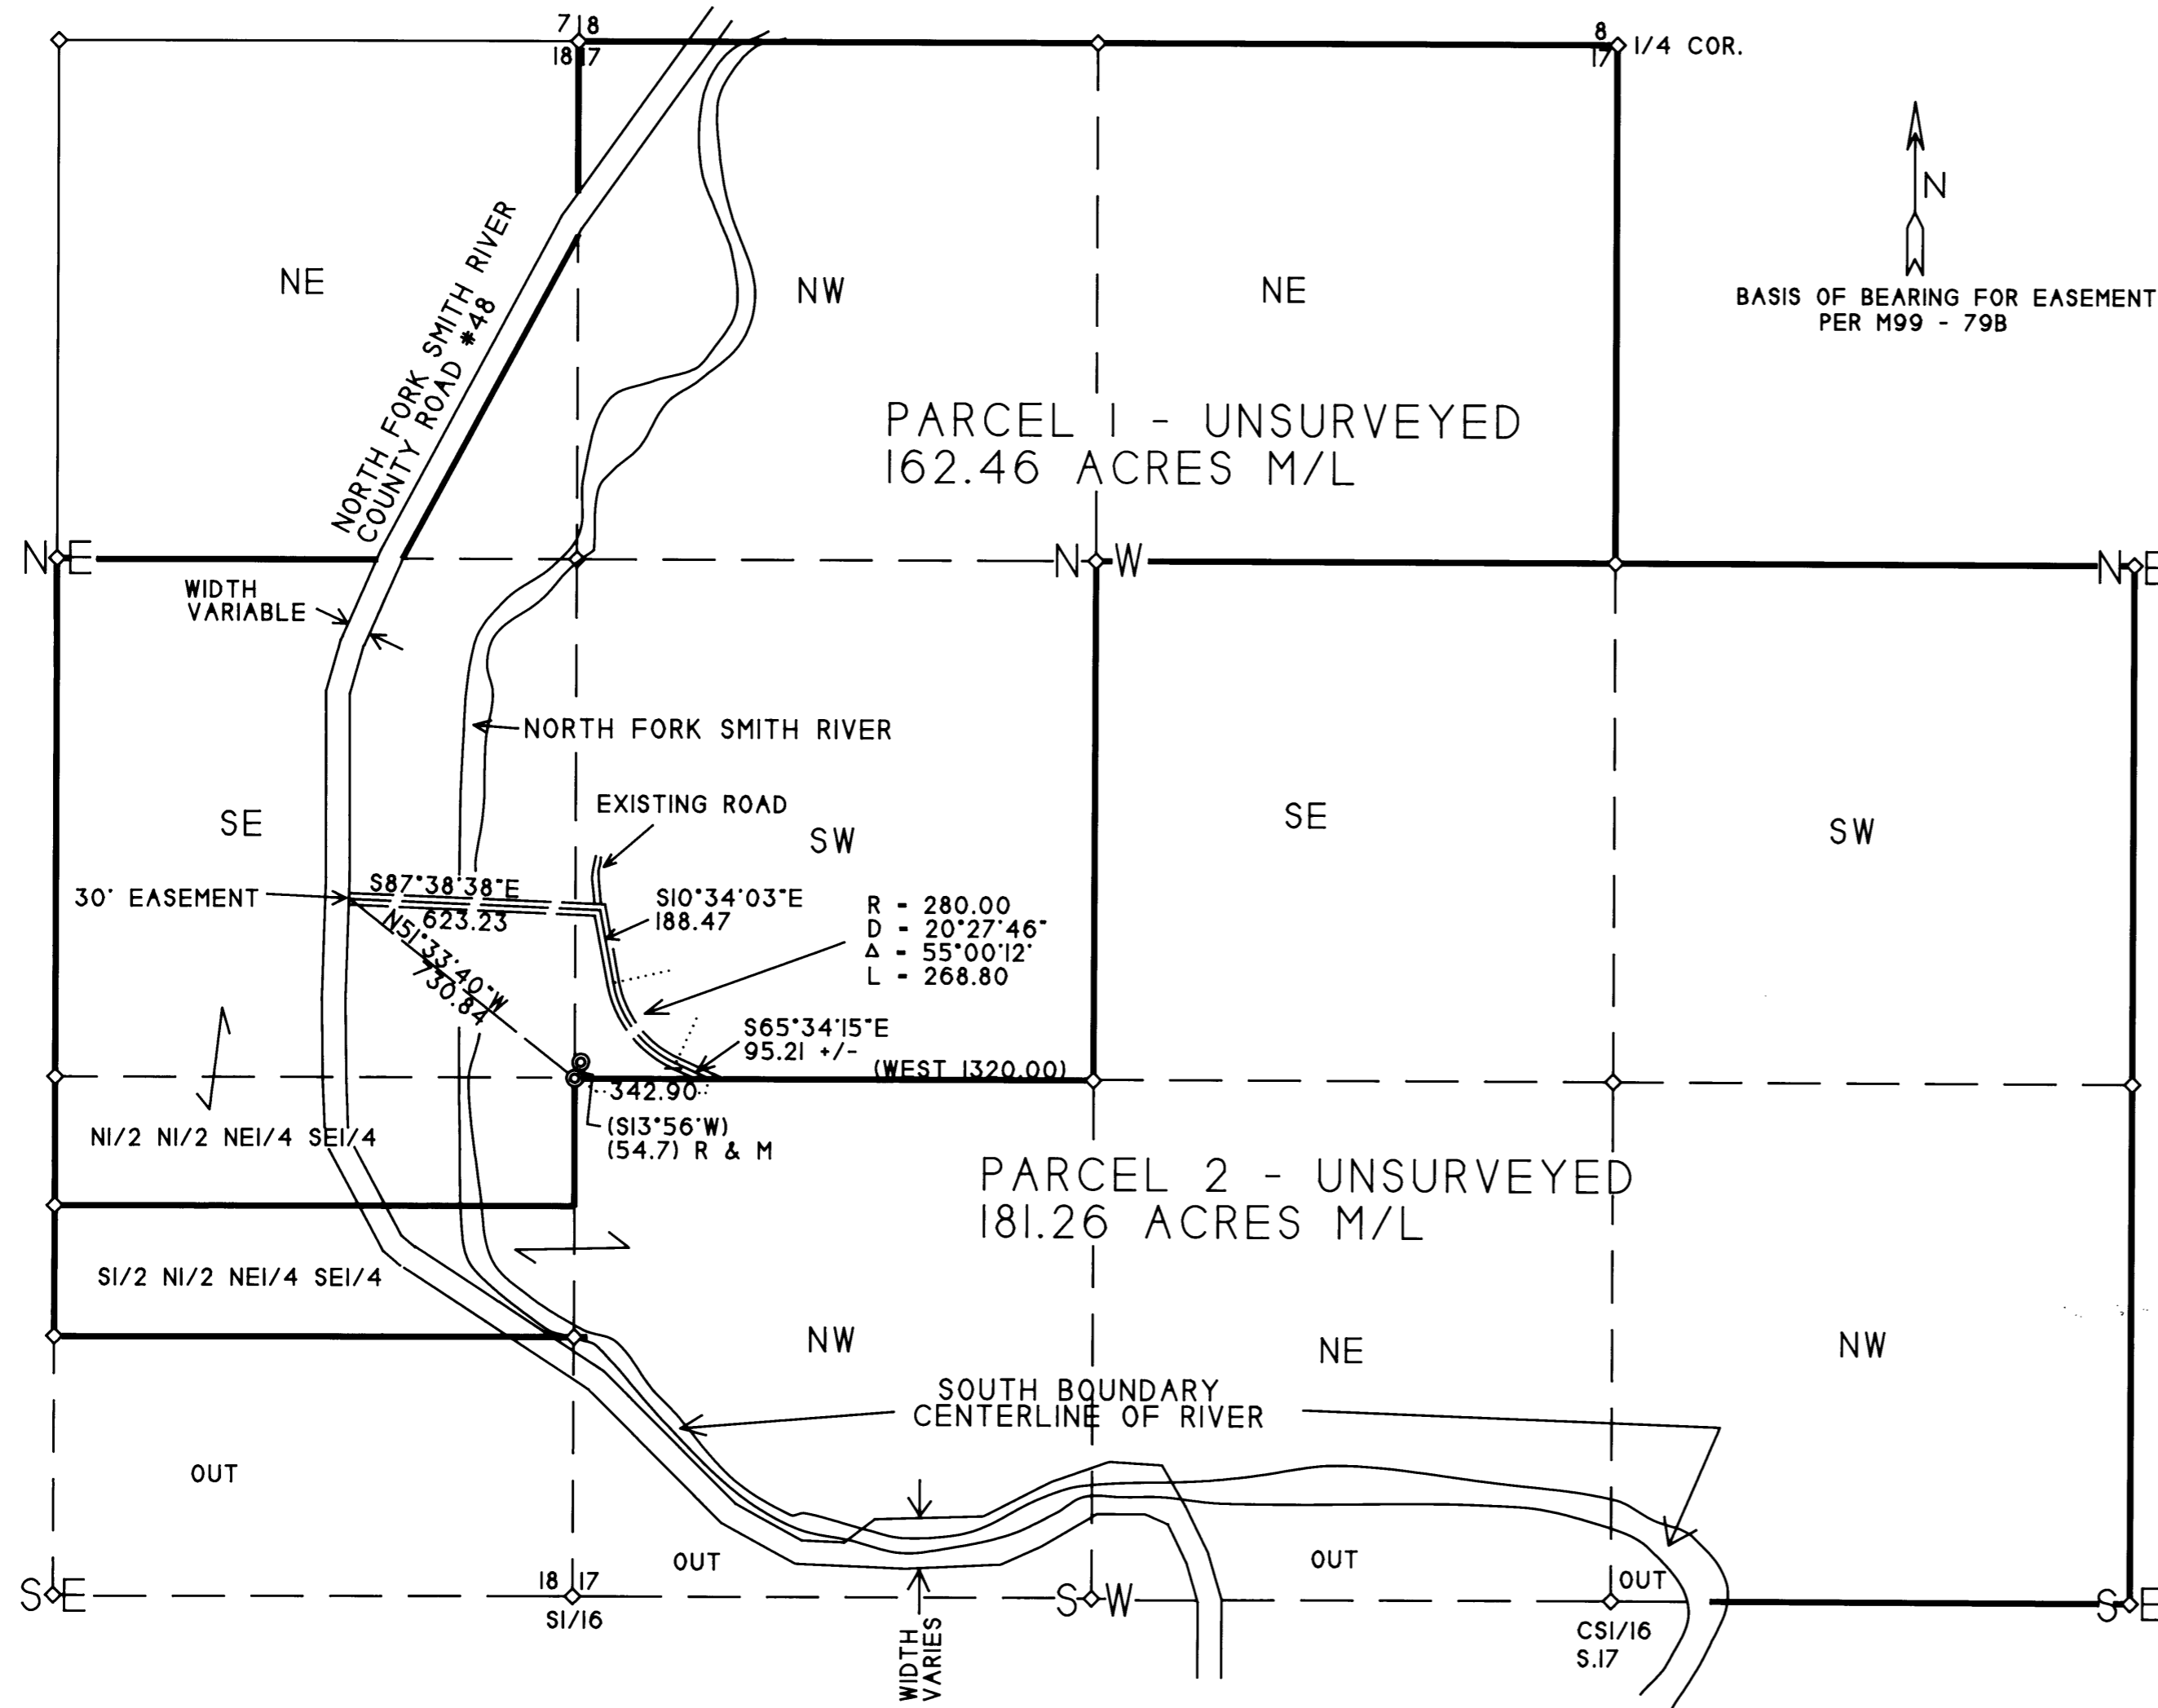 7 8
18 17
8
17
1/4 COR.
N
BASIS OF BEARING FOR EASEMENT
PER M99 - 79B
NE
NW
NE
NORTH FORK SMITH RIVER
COUNTY ROAD #48
PARCEL 1 - UNSURVEYED
162.46 ACRES M/L
NE
NW
NE
WIDTH
VARIABLE
NORTH FORK SMITH RIVER
EXISTING ROAD
SE
SW
SE
SW
30' EASEMENT
S87°38'38"E
623.23
N51°33'40"W
730.84
S10°34'03"E
188.47
R - 280.00
D - 20°27'46"
Δ - 55°00'12'
L - 268.80
S65°34'15"E
95.21 +/-
(WEST 1320.00)
342.90
(S13°56'W)
(54.7) R & M
N1/2 N1/2 NE1/4 SE1/4
PARCEL 2 - UNSURVEYED
181.26 ACRES M/L
S1/2 N1/2 NE1/4 SE1/4
NW
NE
NW
SOUTH BOUNDARY
CENTERLINE OF RIVER
OUT
OUT
OUT
OUT
SE
18 17
S1/16
SW
SE
CS1/16
S.17
WIDTH
VARIES